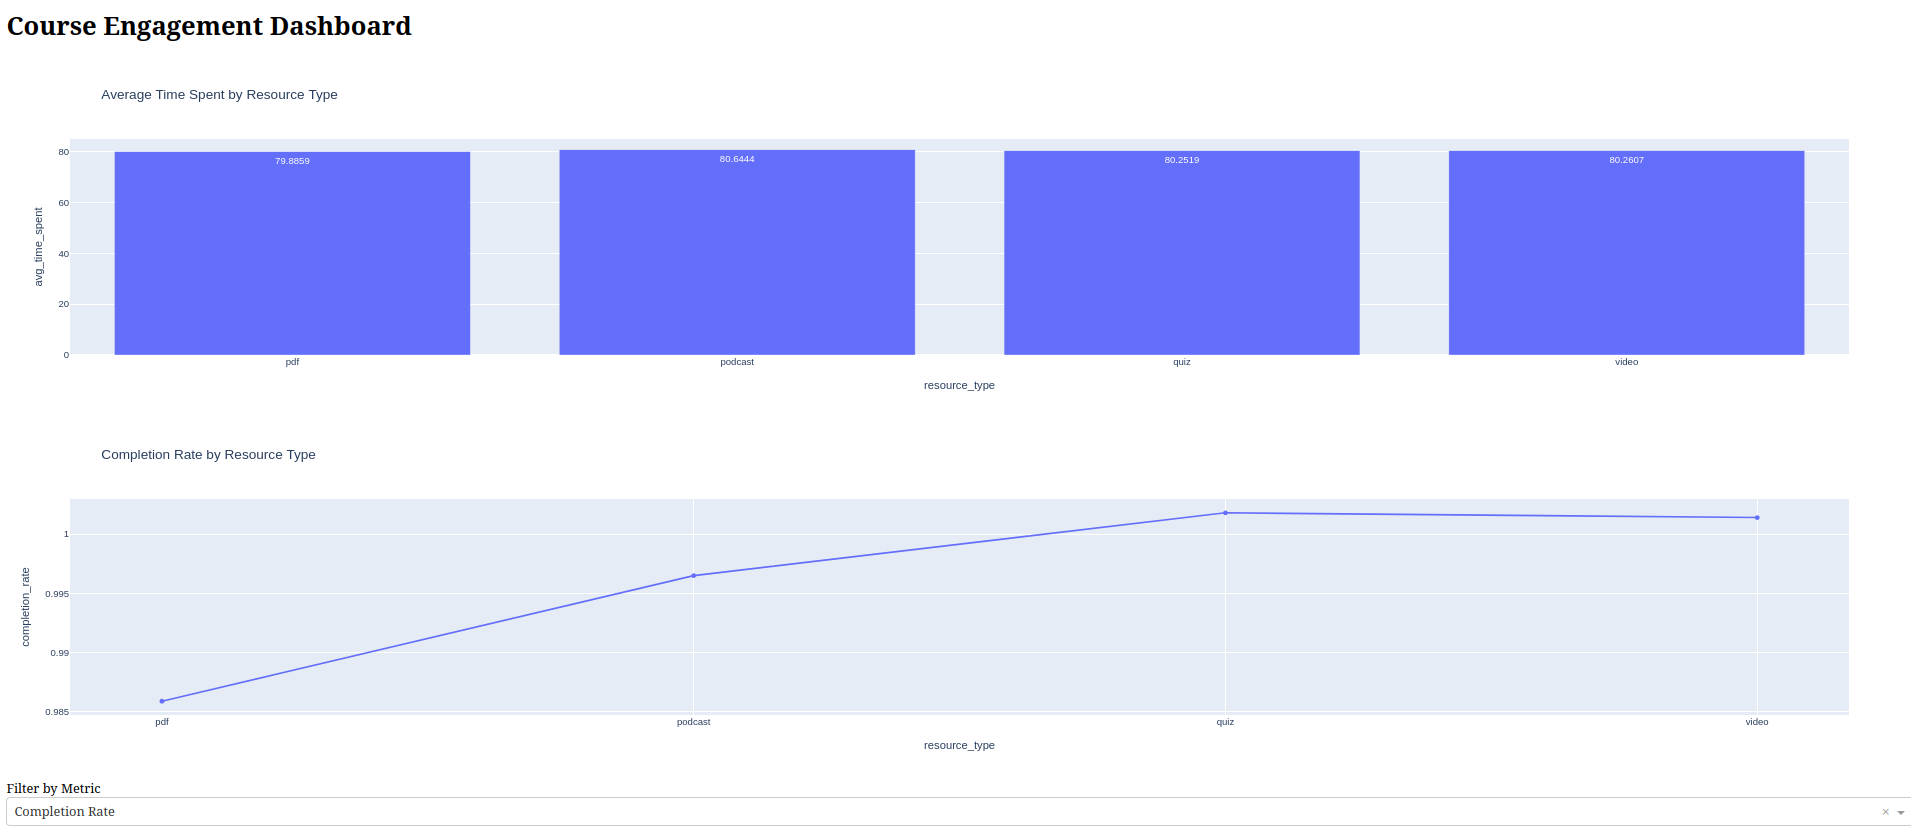 Course Engagement Dashboard
Average Time Spent by Resource Type
80
60
40
20
0
avg_time_spent
79.8859
80.6444
80.2519
80.2607
pdf podcast quiz video
resource_type
Completion Rate by Resource Type
1
0.995
0.99
0.985
completion_rate
pdf podcast quiz video
resource_type
Filter by Metric
Completion Rate ×